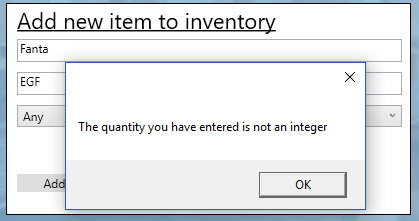 Add new item to inventory
Fanta
EGF
Any
The quantity you have entered is not an integer
Add
OK